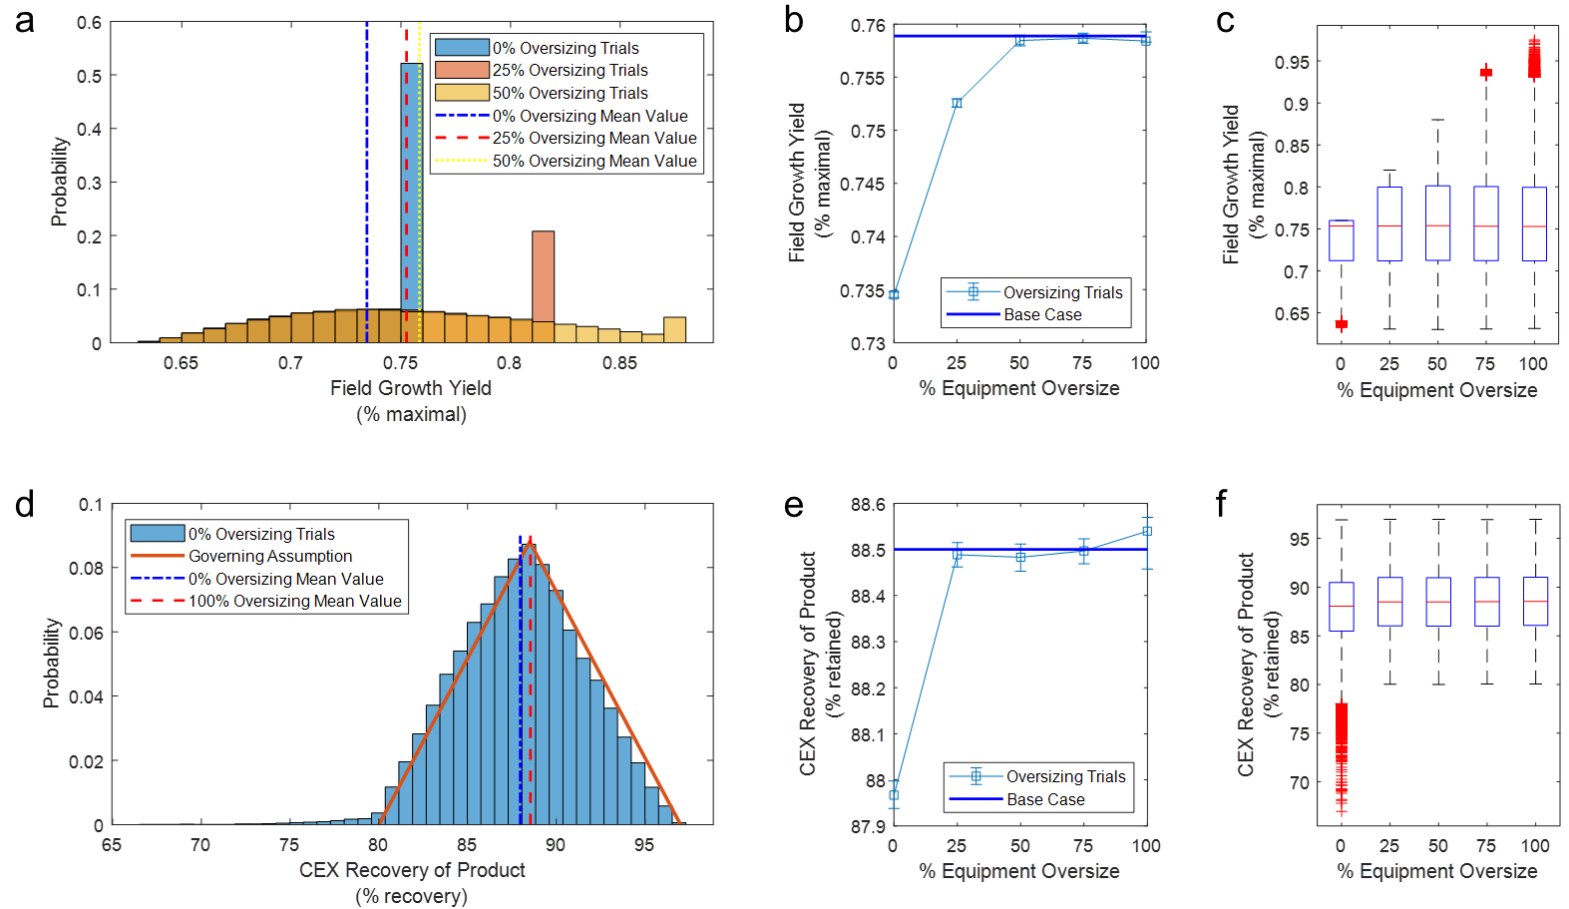 a
0.6
0.5
0.4
0.3
0.2
0.1
0
Probability
0% Oversizing Trials
25% Oversizing Trials
50% Oversizing Trials
0% Oversizing Mean Value
25% Oversizing Mean Value
50% Oversizing Mean Value
0.65 0.7 0.75 0.8 0.85
Field Growth Yield
(% maximal)
b
0.76
0.755
0.75
0.745
0.74
0.735
0.73
Field Growth Yield
(% maximal)
Oversizing Trials
Base Case
0 25 50 75 100
% Equipment Oversize
c
0.95
0.9
0.85
0.8
0.75
0.7
0.65
Field Growth Yield
(% maximal)
0 25 50 75 100
% Equipment Oversize
d
0.1
0.08
0.06
0.04
0.02
0
Probability
0% Oversizing Trials
Governing Assumption
0% Oversizing Mean Value
100% Oversizing Mean Value
65 70 75 80 85 90 95
CEX Recovery of Product
(% recovery)
e
88.6
88.5
88.4
88.3
88.2
88.1
88
87.9
CEX Recovery of Product
(% retained)
Oversizing Trials
Base Case
0 25 50 75 100
% Equipment Oversize
f
95
90
85
80
75
70
CEX Recovery of Product
(% retained)
0 25 50 75 100
% Equipment Oversize